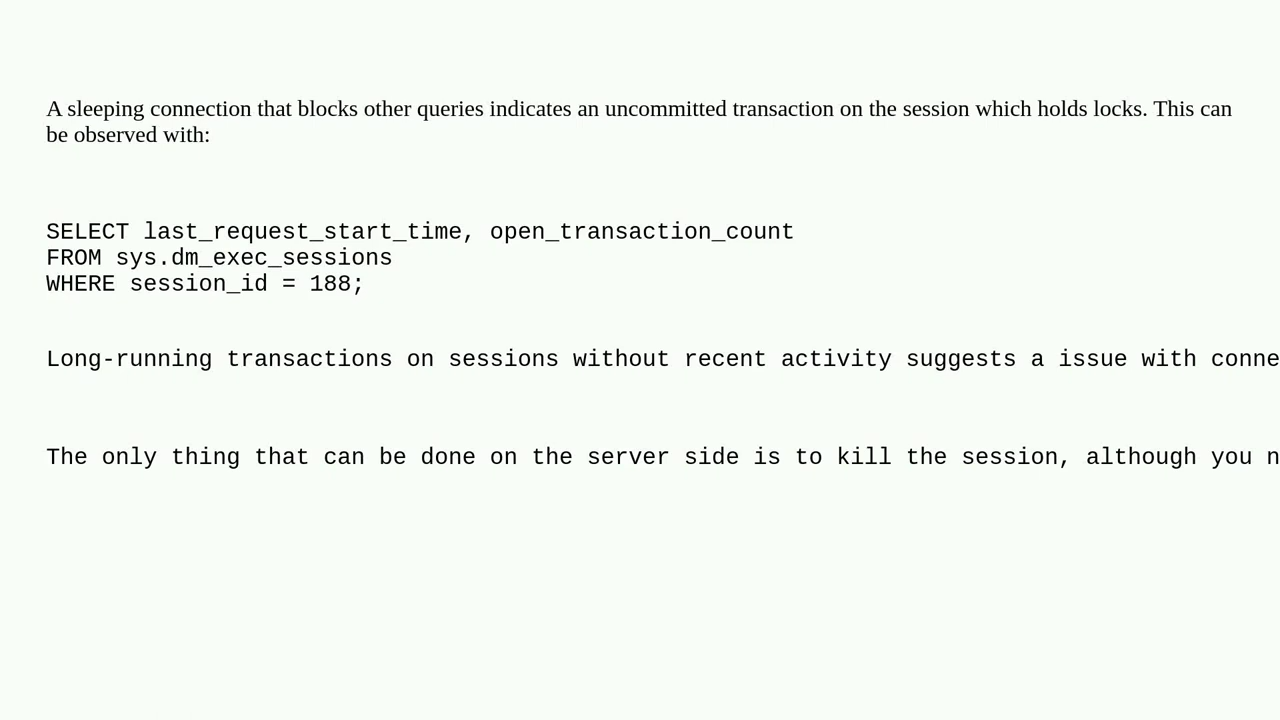 A sleeping connection that blocks other queries indicates an uncommitted transaction on the session which holds locks. This can
be observed with:
SELECT last_request_start_time, open_transaction_count
FROM sys.dm_exec_sessions
WHERE session_id = 188;
Long-running transactions on sessions without recent activity suggests a issue with conne
The only thing that can be done on the server side is to kill the session, although you n